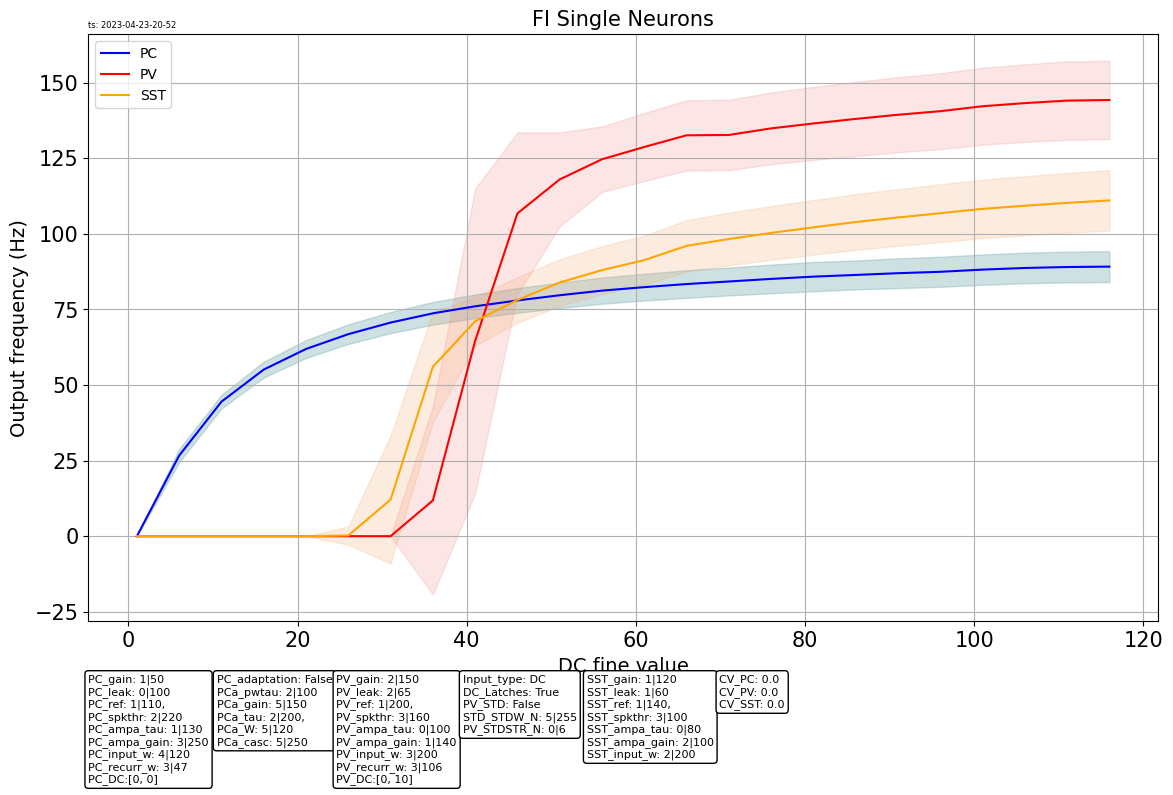 FI Single Neurons
ts: 2023-04-23-20-52
PC
PV
SST
Output frequency (Hz)
150
125
100
75
50
25
0
−25
0 20 40 60 80 100 120
DC fine value
PC_gain: 1|50
PC_leak: 0|100
PC_ref: 1|110,
PC_spkthr: 2|220
PC_ampa_tau: 1|130
PC_ampa_gain: 3|250
PC_input_w: 4|120
PC_recurr_w: 3|47
PC_DC:[0, 0]
PC_adaptation: False
PCa_pwtau: 2|100
PCa_gain: 5|150
PCa_tau: 2|200,
PCa_W: 5|120
PCa_casc: 5|250
PV_gain: 2|150
PV_leak: 2|65
PV_ref: 1|200,
PV_spkthr: 3|160
PV_ampa_tau: 0|100
PV_ampa_gain: 1|140
PV_input_w: 3|200
PV_recurr_w: 3|106
PV_DC:[0, 10]
Input_type: DC
DC_Latches: True
PV_STD: False
STD_STDW_N: 5|255
PV_STDSTR_N: 0|6
SST_gain: 1|120
SST_leak: 1|60
SST_ref: 1|140,
SST_spkthr: 3|100
SST_ampa_tau: 0|80
SST_ampa_gain: 2|100
SST_input_w: 2|200
CV_PC: 0.0
CV_PV: 0.0
CV_SST: 0.0